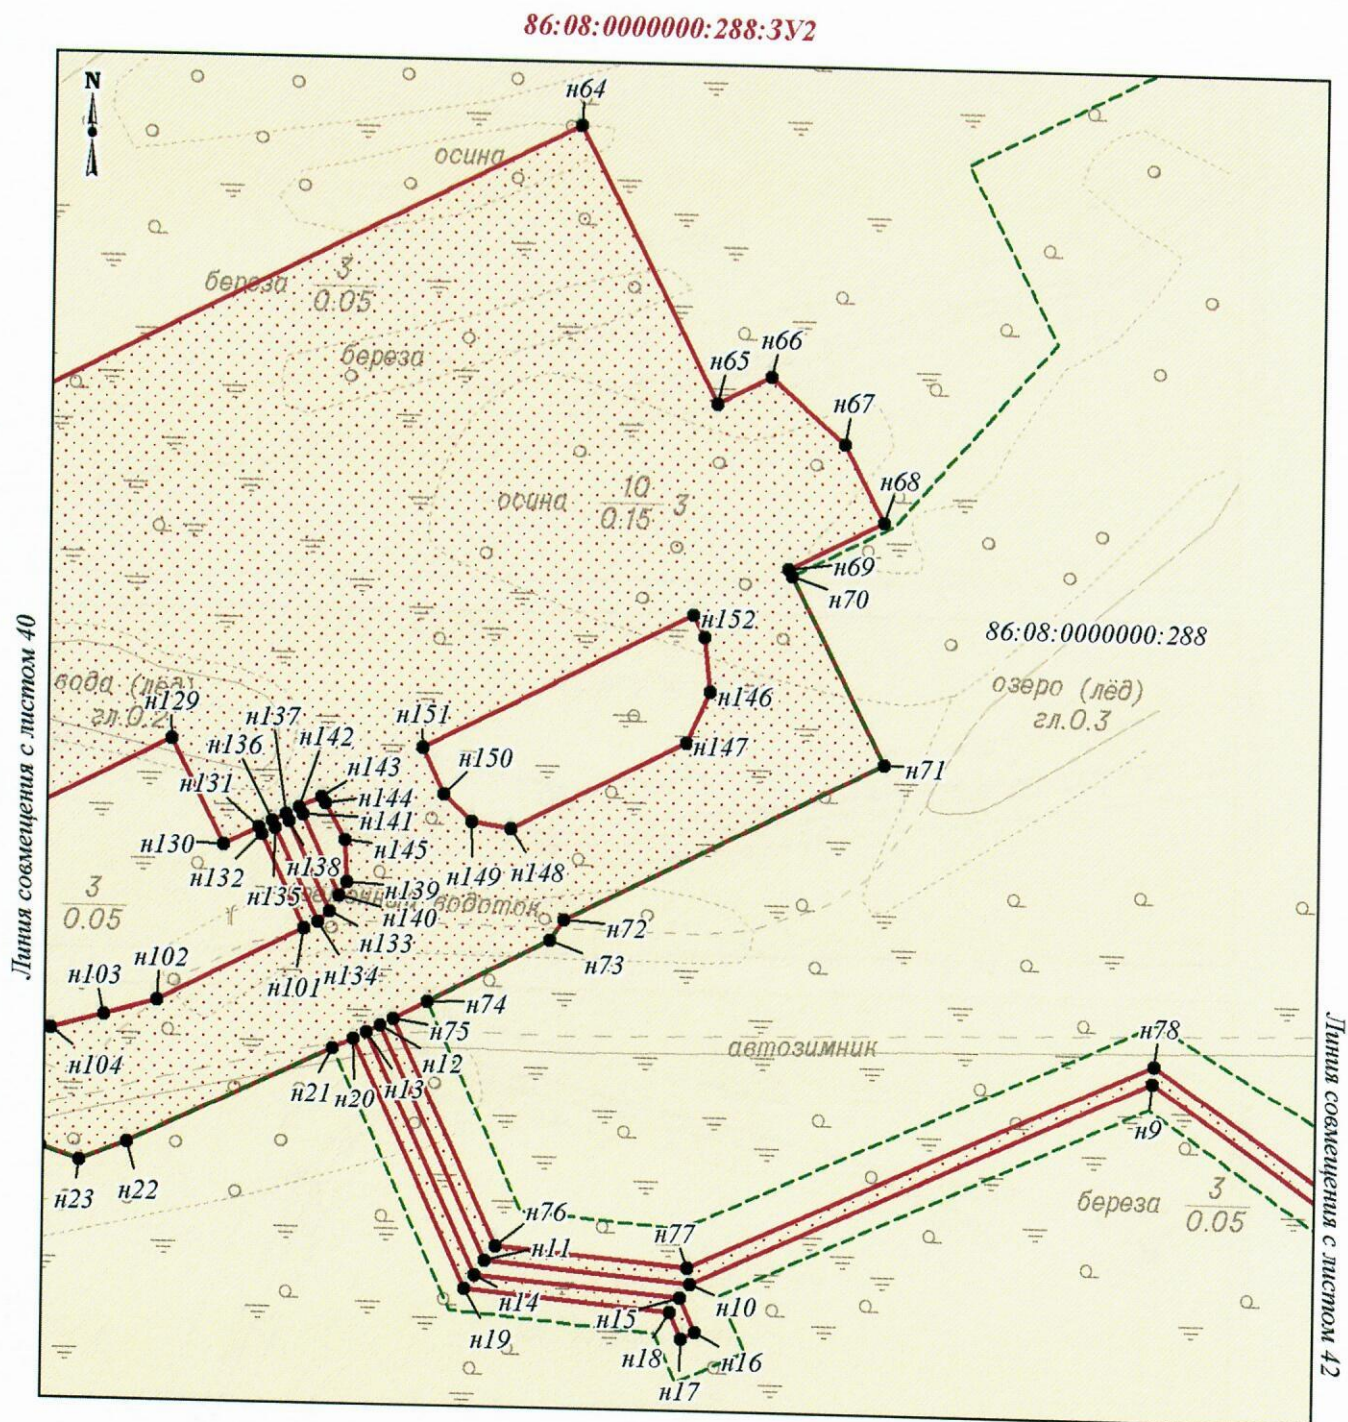 86:08:0000000:288:ЗУ2
N
н64
осина
береза 3
0.05
береза
н65
н66
н67
н68
осина 10 3
0.15
н69
н70
86:08:0000000:288
озеро (лёд)
гл.0.3
н152
н146
н147
н71
вода (лёд)
гл.0.2
н129
н137
н136
н142
н131
н143
н144
н141
н130
н132
н145
н138
н135
н139
н140
н133
н134
н101
н151
н150
н149
н148
водоток
3
0.05
н102
н103
н104
н72
н73
н74
н75
н12
н13
н20
н21
н22
н23
автозимник
н78
н9
береза 3
0.05
н76
н11
н77
н14
н15
н10
н19
н18
н16
н17
Линия совмещения с листом 40
Линия совмещения с листом 42